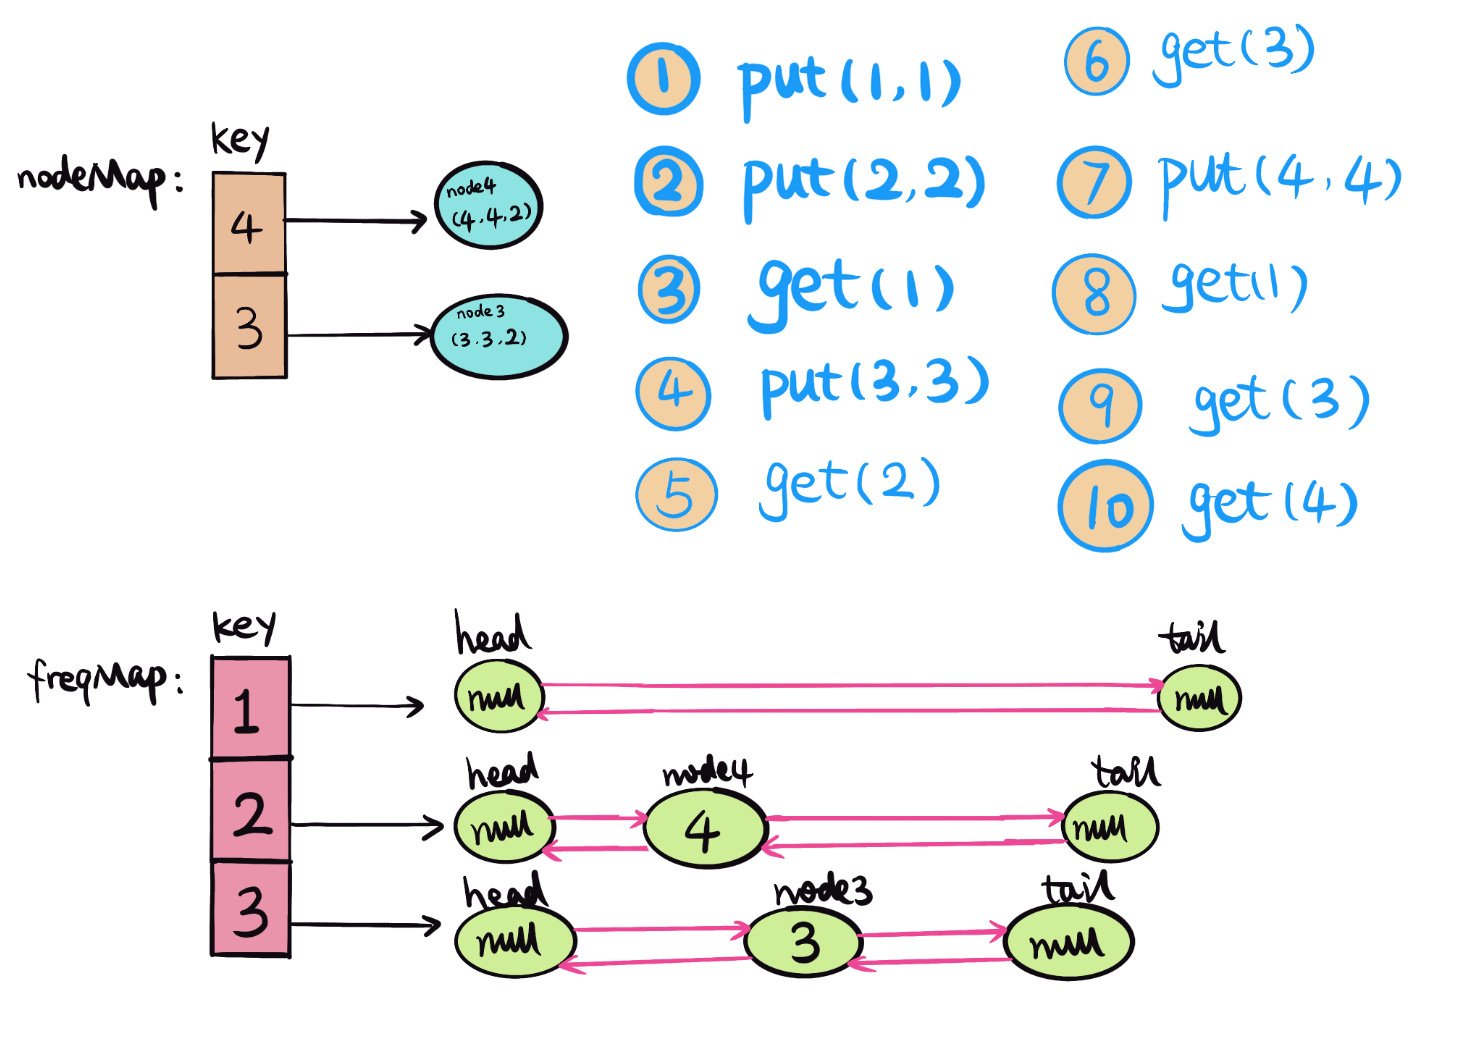 nodeMap:
key
4
node4
(4,4,2)
3
node3
(3,3,2)
① put(1,1)
② put(2,2)
③ get(1)
④ put(3,3)
⑤ get(2)
⑥ get(3)
⑦ put(4,4)
⑧ get(1)
⑨ get(3)
⑩ get(4)
freqMap:
key
1
head
null
tail
null
2
head
null
node4
4
tail
null
3
head
null
node3
3
tail
null